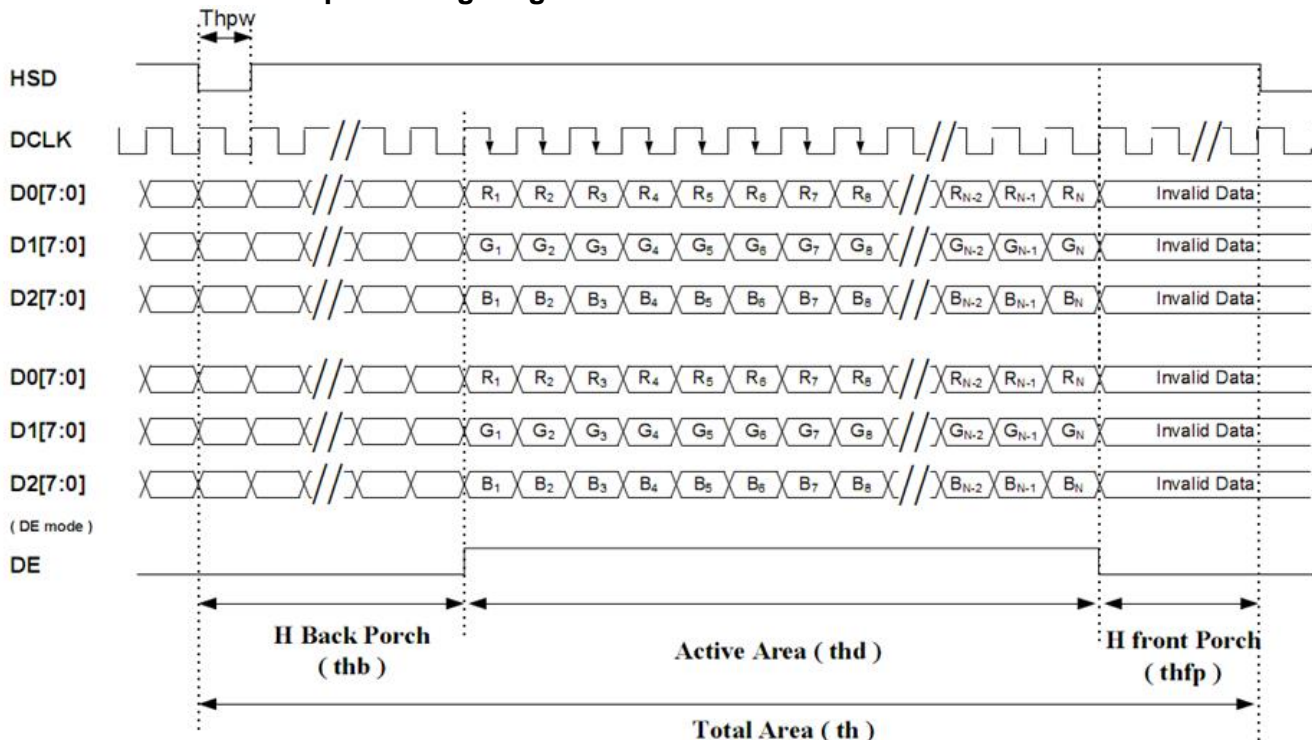 Thpw
HSD
DCLK
D0[7:0] R1 R2 R3 R4 R5 R6 R7 R8 RN-2 RN-1 RN Invalid Data
D1[7:0] G1 G2 G3 G4 G5 G6 G7 G8 GN-2 GN-1 GN Invalid Data
D2[7:0] B1 B2 B3 B4 B5 B6 B7 B8 BN-2 BN-1 BN Invalid Data
D0[7:0] R1 R2 R3 R4 R5 R6 R7 R8 RN-2 RN-1 RN Invalid Data
D1[7:0] G1 G2 G3 G4 G5 G6 G7 G8 GN-2 GN-1 GN Invalid Data
D2[7:0] B1 B2 B3 B4 B5 B6 B7 B8 BN-2 BN-1 BN Invalid Data
( DE mode )
DE
H Back Porch
( thb )
Active Area ( thd )
H front Porch
( thfp )
Total Area ( th )